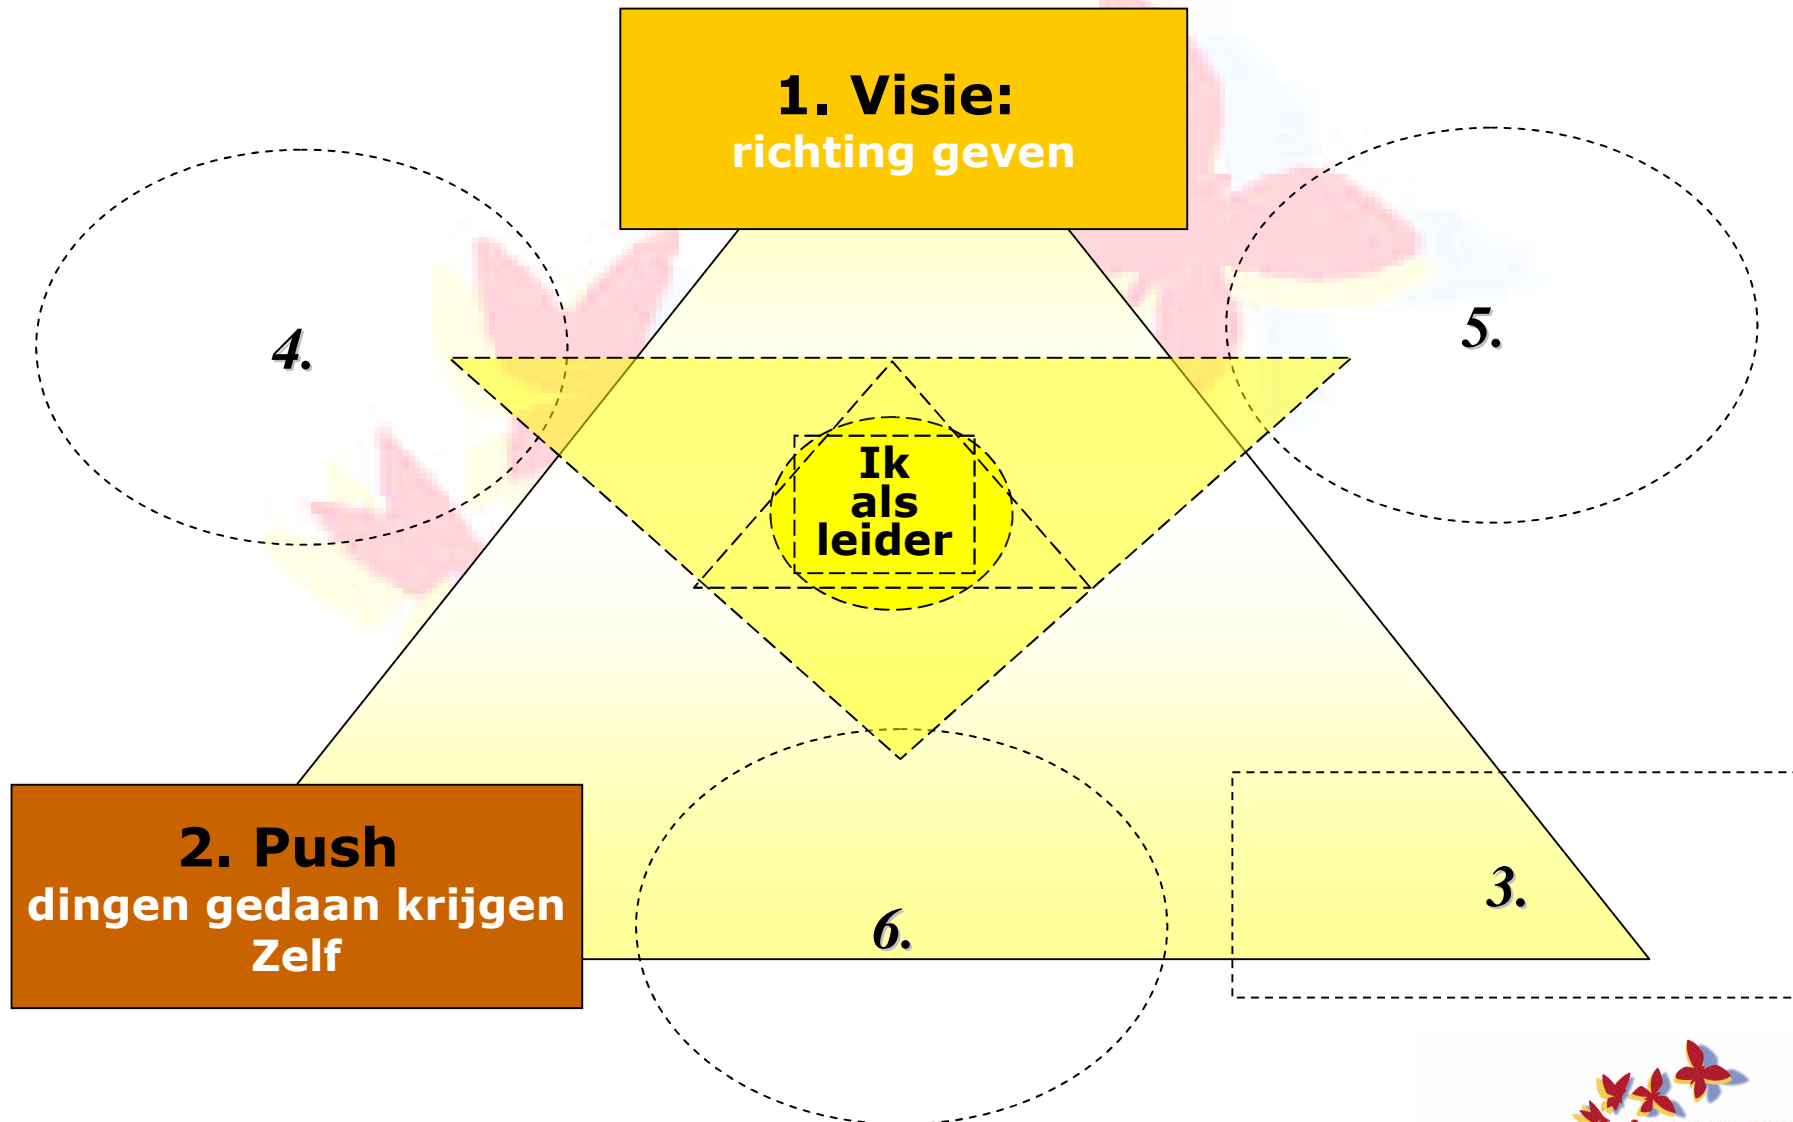 1. Visie:
richting geven
4.
5.
Ik
als
leider
2. Push
dingen gedaan krijgen
Zelf
6.
3.